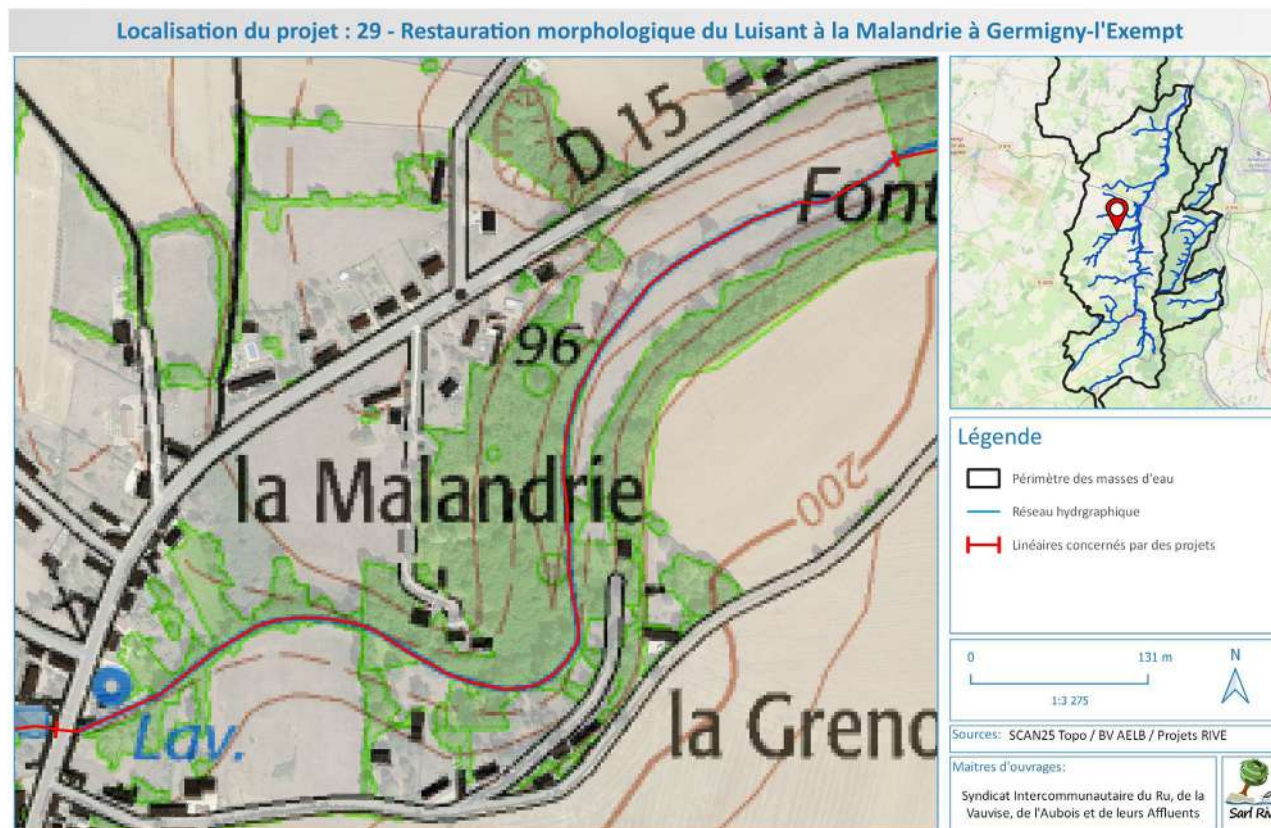 Localisation du projet : 29 - Restauration morphologique du Luisant à la Malandrie à Germigny-l'Exempt
D 15
Font
196
la Malandrie
200
la Greno
Lav.
Légende
Périmètre des masses d'eau
Réseau hydrgraphique
Linéaires concernés par des projets
0 131 m
N
1:3 275
Sources: SCAN25 Topo / BV AELB / Projets RIVE
Maitres d'ouvrages:
Syndicat Intercommunautaire du Ru, de la
Vauvise, de l'Aubois et de leurs Affluents
Sarl Riv